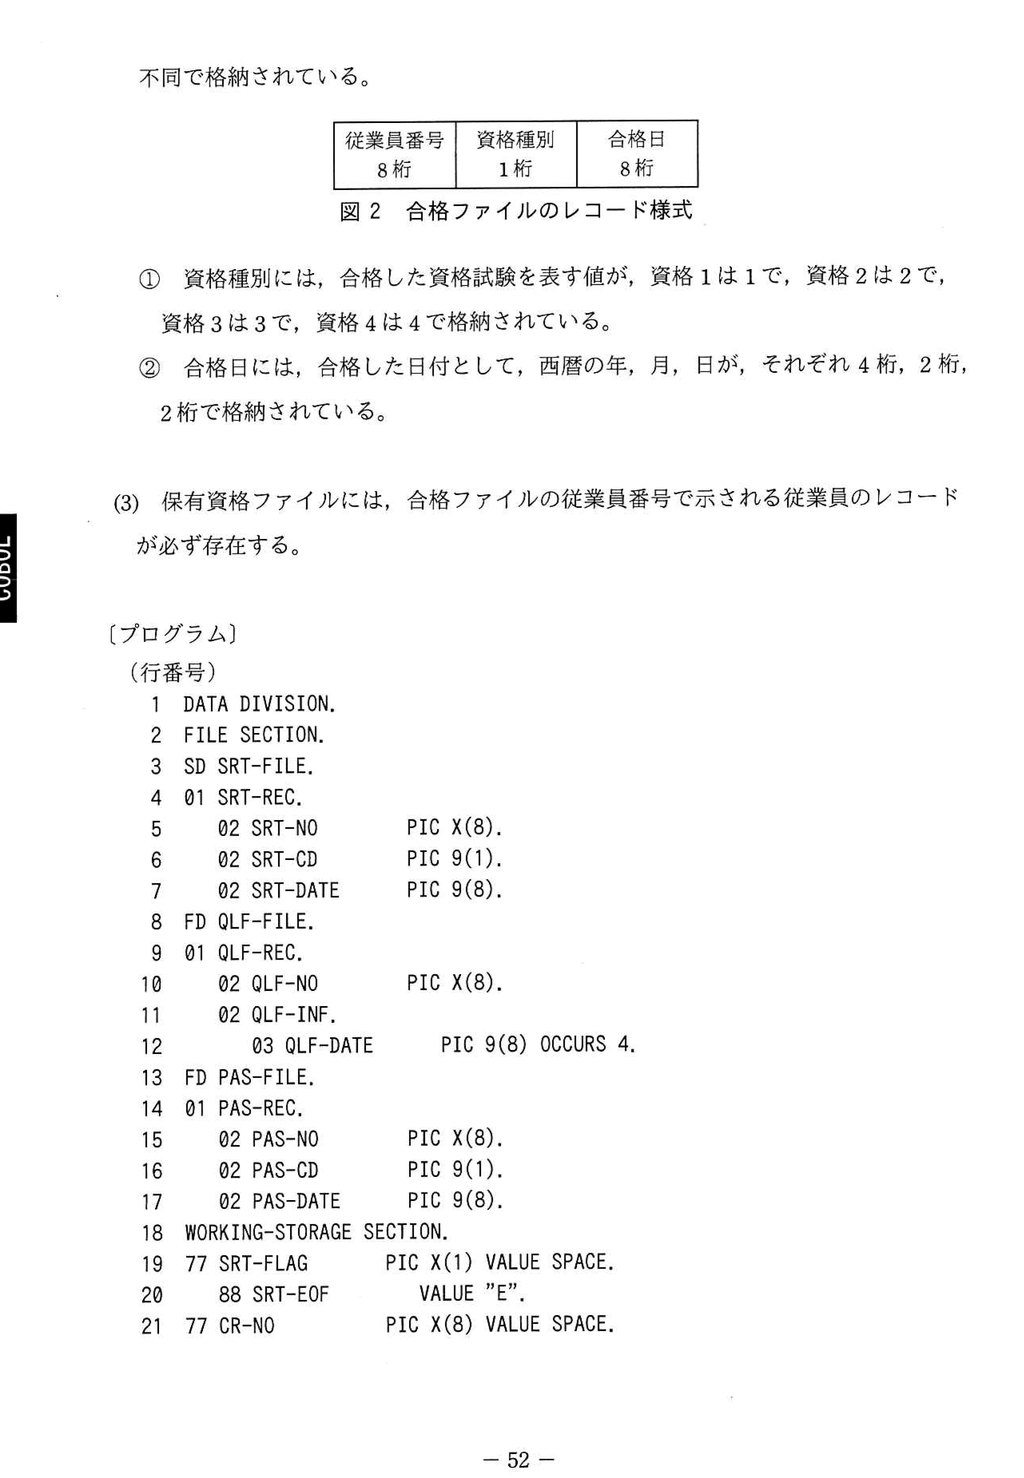 不同で格納されている。
従業員番号 資格種別 合格日
8桁 1桁 8桁
図2 合格ファイルのレコード様式
① 資格種別には，合格した資格試験を表す値が，資格1は1で，資格2は2で，
資格3は3で，資格4は4で格納されている。
② 合格日には，合格した日付として，西暦の年，月，日が，それぞれ4桁，2桁，
2桁で格納されている。
(3) 保有資格ファイルには，合格ファイルの従業員番号で示される従業員のレコード
が必ず存在する。
COBOL
〔プログラム〕
（行番号）
1 DATA DIVISION.
2 FILE SECTION.
3 SD SRT-FILE.
4 01 SRT-REC.
5 02 SRT-NO PIC X(8).
6 02 SRT-CD PIC 9(1).
7 02 SRT-DATE PIC 9(8).
8 FD QLF-FILE.
9 01 QLF-REC.
10 02 QLF-NO PIC X(8).
11 02 QLF-INF.
12 03 QLF-DATE PIC 9(8) OCCURS 4.
13 FD PAS-FILE.
14 01 PAS-REC.
15 02 PAS-NO PIC X(8).
16 02 PAS-CD PIC 9(1).
17 02 PAS-DATE PIC 9(8).
18 WORKING-STORAGE SECTION.
19 77 SRT-FLAG PIC X(1) VALUE SPACE.
20 88 SRT-EOF VALUE ”E”.
21 77 CR-NO PIC X(8) VALUE SPACE.
－ 52 －